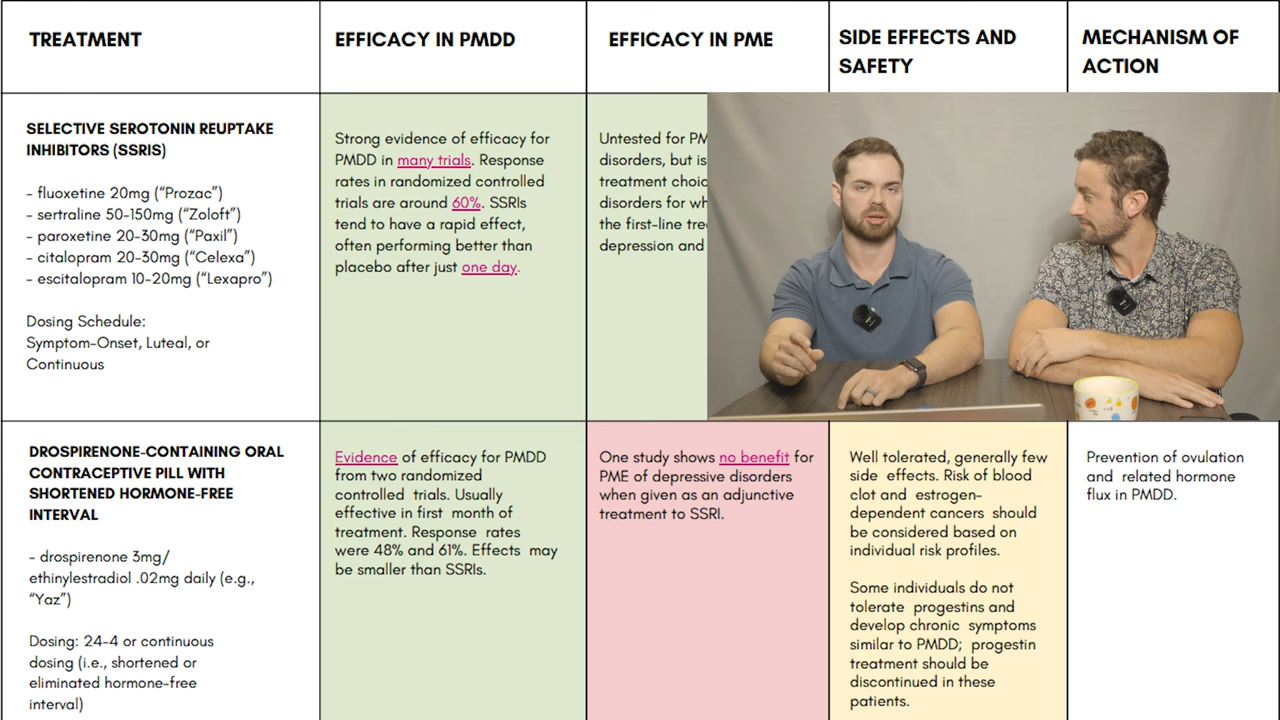 TREATMENT
EFFICACY IN PMDD
EFFICACY IN PME
SIDE EFFECTS AND
SAFETY
MECHANISM OF
ACTION
SELECTIVE SEROTONIN REUPTAKE
INHIBITORS (SSRIS)
- fluoxetine 20mg (“Prozac”)
- sertraline 50-150mg (“Zoloft”)
- paroxetine 20-30mg (“Paxil”)
- citalopram 20-30mg (“Celexa”)
- escitalopram 10-20mg (“Lexapro”)
Dosing Schedule:
Symptom-Onset, Luteal, or
Continuous
Strong evidence of efficacy for
PMDD in many trials. Response
rates in randomized controlled
trials are around 60%. SSRIs
tend to have a rapid effect,
often performing better than
placebo after just one day.
Untested for
disorders, but is
treatment
disorders for
the first-line
depression and
DROSPIRENONE-CONTAINING ORAL
CONTRACEPTIVE PILL WITH
SHORTENED HORMONE-FREE
INTERVAL
- drospirenone 3mg/
ethinylestradiol .02mg daily (e.g.,
“Yaz”)
Dosing: 24-4 or continuous
dosing (i.e., shortened or
eliminated hormone-free
interval)
Evidence of efficacy for PMDD
from two randomized
controlled trials. Usually
effective in first month of
treatment. Response rates
were 48% and 61%. Effects may
be smaller than SSRIs.
One study shows no benefit for
PME of depressive disorders
when given as an adjunctive
treatment to SSRI.
Well tolerated, generally few
side effects. Risk of blood
clot and estrogen-
dependent cancers should
be considered based on
individual risk profiles.
Some individuals do not
tolerate progestins and
develop chronic symptoms
similar to PMDD; progestin
treatment should be
discontinued in these
patients.
Prevention of ovulation
and related hormone
flux in PMDD.